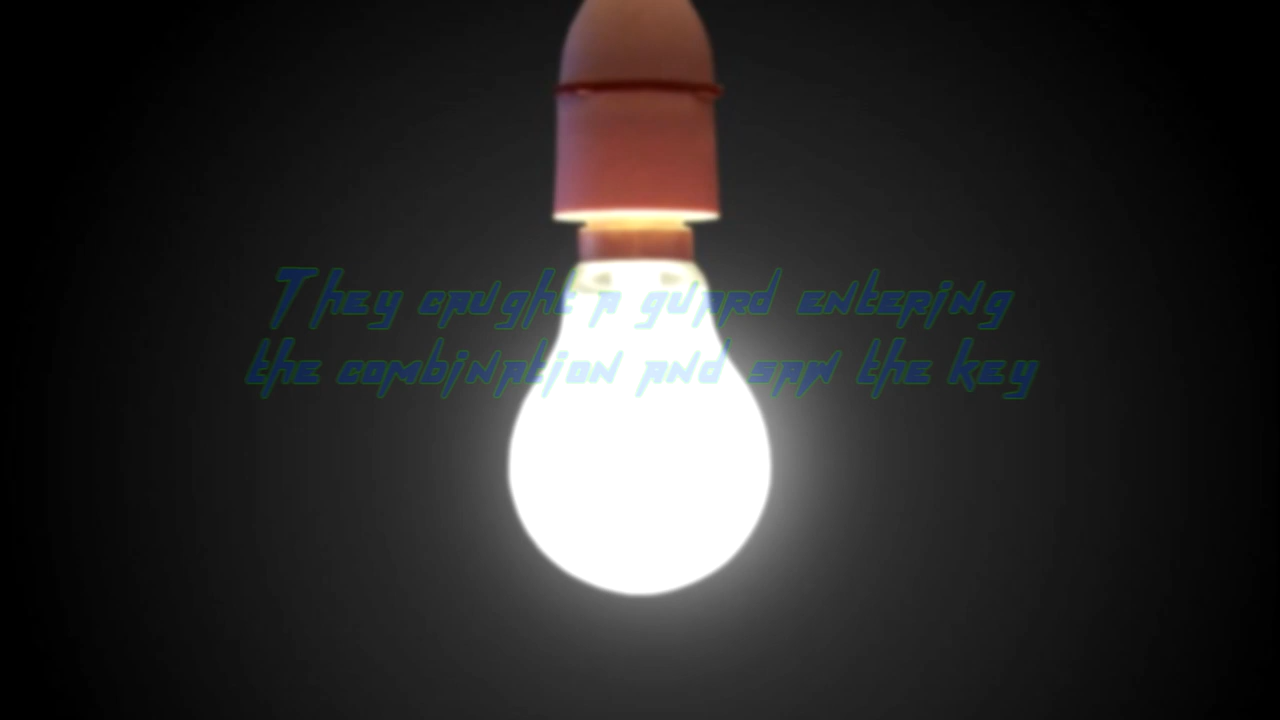 They caught a guard entering
the combination and saw the key